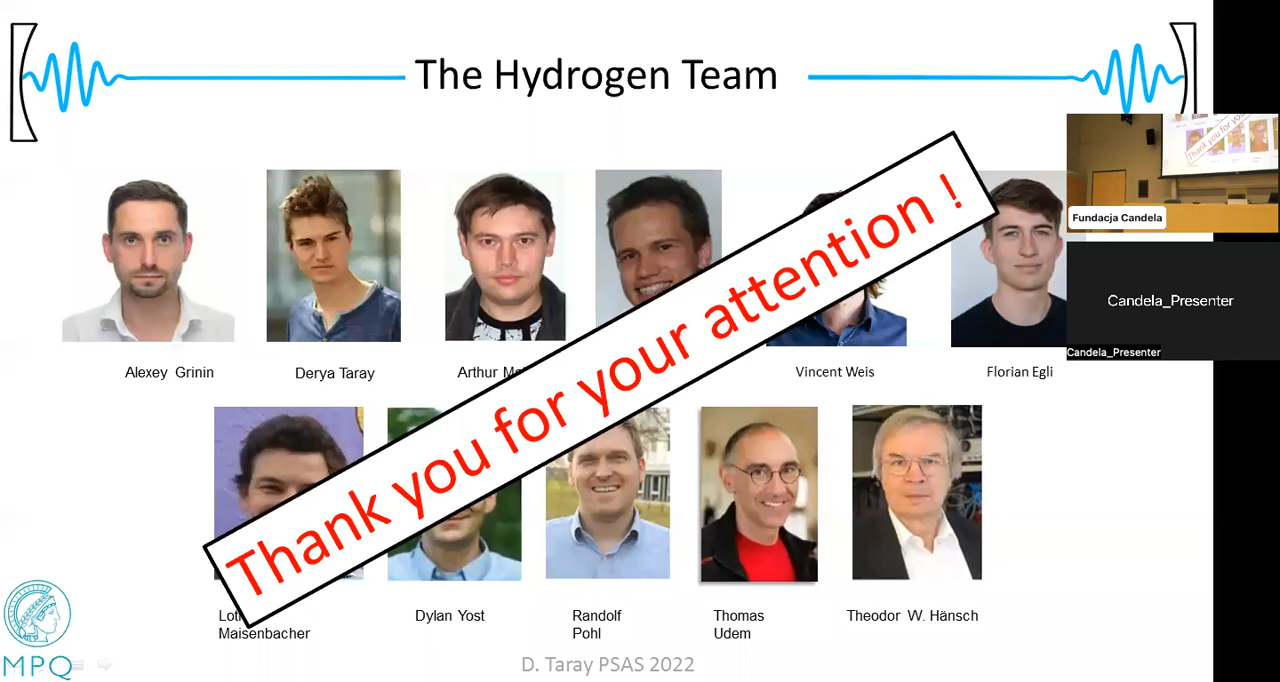 The Hydrogen Team
Thank you for your attention !
Fundacja Candela
Candela_Presenter
Candela_Presenter
Alexey Grinin
Derya Taray
Arthur
Vincent Weis
Florian Egli
Maisenbacher
Dylan Yost
Randolf
Pohl
Thomas
Udem
Theodor W. Hänsch
MPQ
D. Taray PSAS 2022